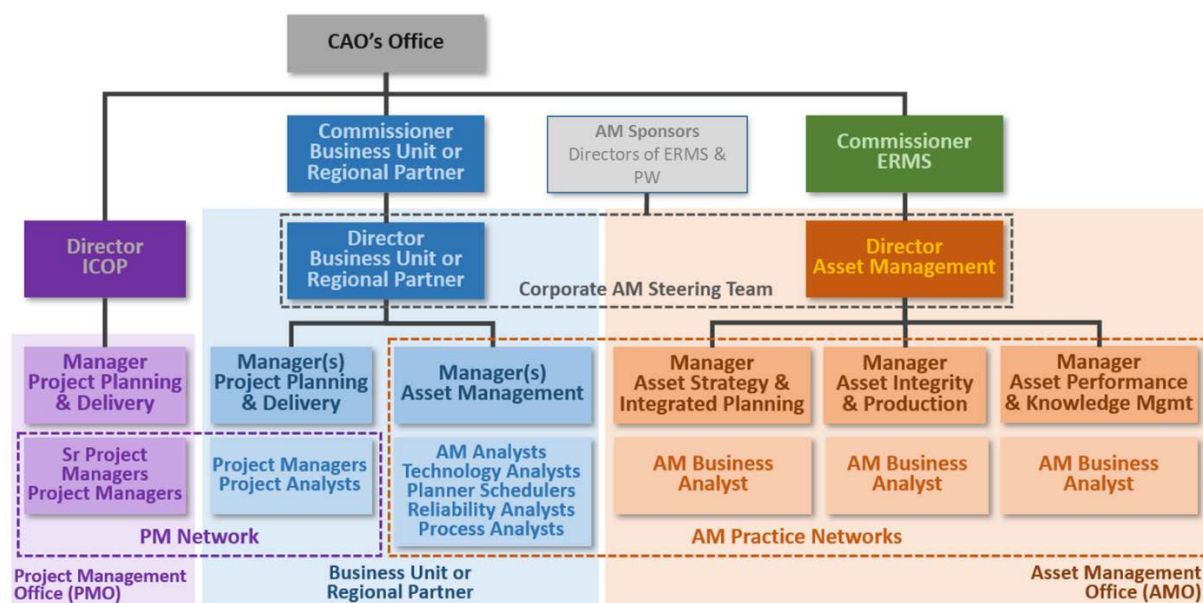 CAO's Office
Commissioner
Business Unit or
Regional Partner
AM Sponsors
Directors of ERMS &
PW
Commissioner
ERMS
Director
ICOP
Director
Business Unit or
Regional Partner
Director
Asset Management
Corporate AM Steering Team
Manager
Project Planning
& Delivery
Manager(s)
Project Planning
& Delivery
Manager(s)
Asset Management
Manager
Asset Strategy &
Integrated Planning
Manager
Asset Integrity
& Production
Manager
Asset Performance
& Knowledge Mgmt
Sr Project
Managers
Project Managers
Project Managers
Project Analysts
AM Analysts
Technology Analysts
Planner Schedulers
Reliability Analysts
Process Analysts
AM Business
Analyst
AM Business
Analyst
AM Business
Analyst
PM Network
AM Practice Networks
Project Management
Office (PMO)
Business Unit or
Regional Partner
Asset Management
Office (AMO)